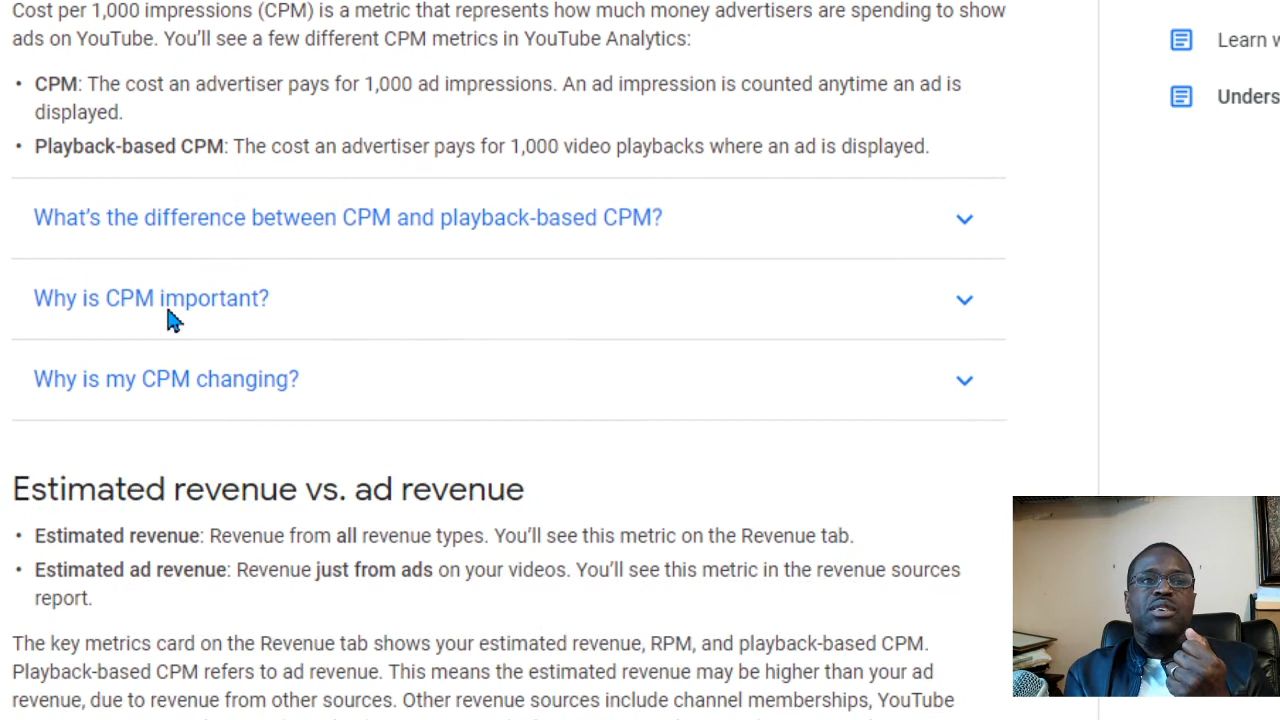 Cost per 1,000 impressions (CPM) is a metric that represents how much money advertisers are spending to show
ads on YouTube. You'll see a few different CPM metrics in YouTube Analytics:
• CPM: The cost an advertiser pays for 1,000 ad impressions. An ad impression is counted anytime an ad is
displayed.
• Playback-based CPM: The cost an advertiser pays for 1,000 video playbacks where an ad is displayed.
What's the difference between CPM and playback-based CPM?
Why is CPM important?
Why is my CPM changing?
Estimated revenue vs. ad revenue
• Estimated revenue: Revenue from all revenue types. You'll see this metric on the Revenue tab.
• Estimated ad revenue: Revenue just from ads on your videos. You'll see this metric in the revenue sources
report.
The key metrics card on the Revenue tab shows your estimated revenue, RPM, and playback-based CPM.
Playback-based CPM refers to ad revenue. This means the estimated revenue may be higher than your ad
revenue, due to revenue from other sources. Other revenue sources include channel memberships, YouTube
Learn
Unders